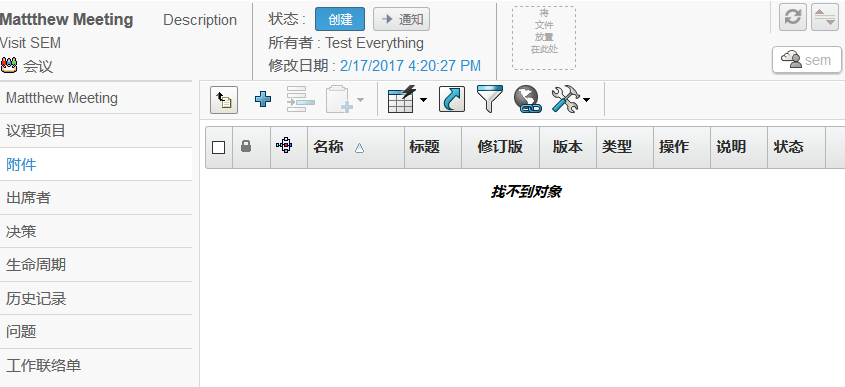 Mattthew Meeting Description
Visit SEM
会议
状态 : 创建 通知
所有者 : Test Everything
修改日期 : 2/17/2017 4:20:27 PM
将
文件
放置
在此处
sem
Mattthew Meeting
议程项目
附件
出席者
决策
生命周期
历史记录
问题
工作联络单
名称 标题 修订版 版本 类型 操作 说明 状态
找不到对象